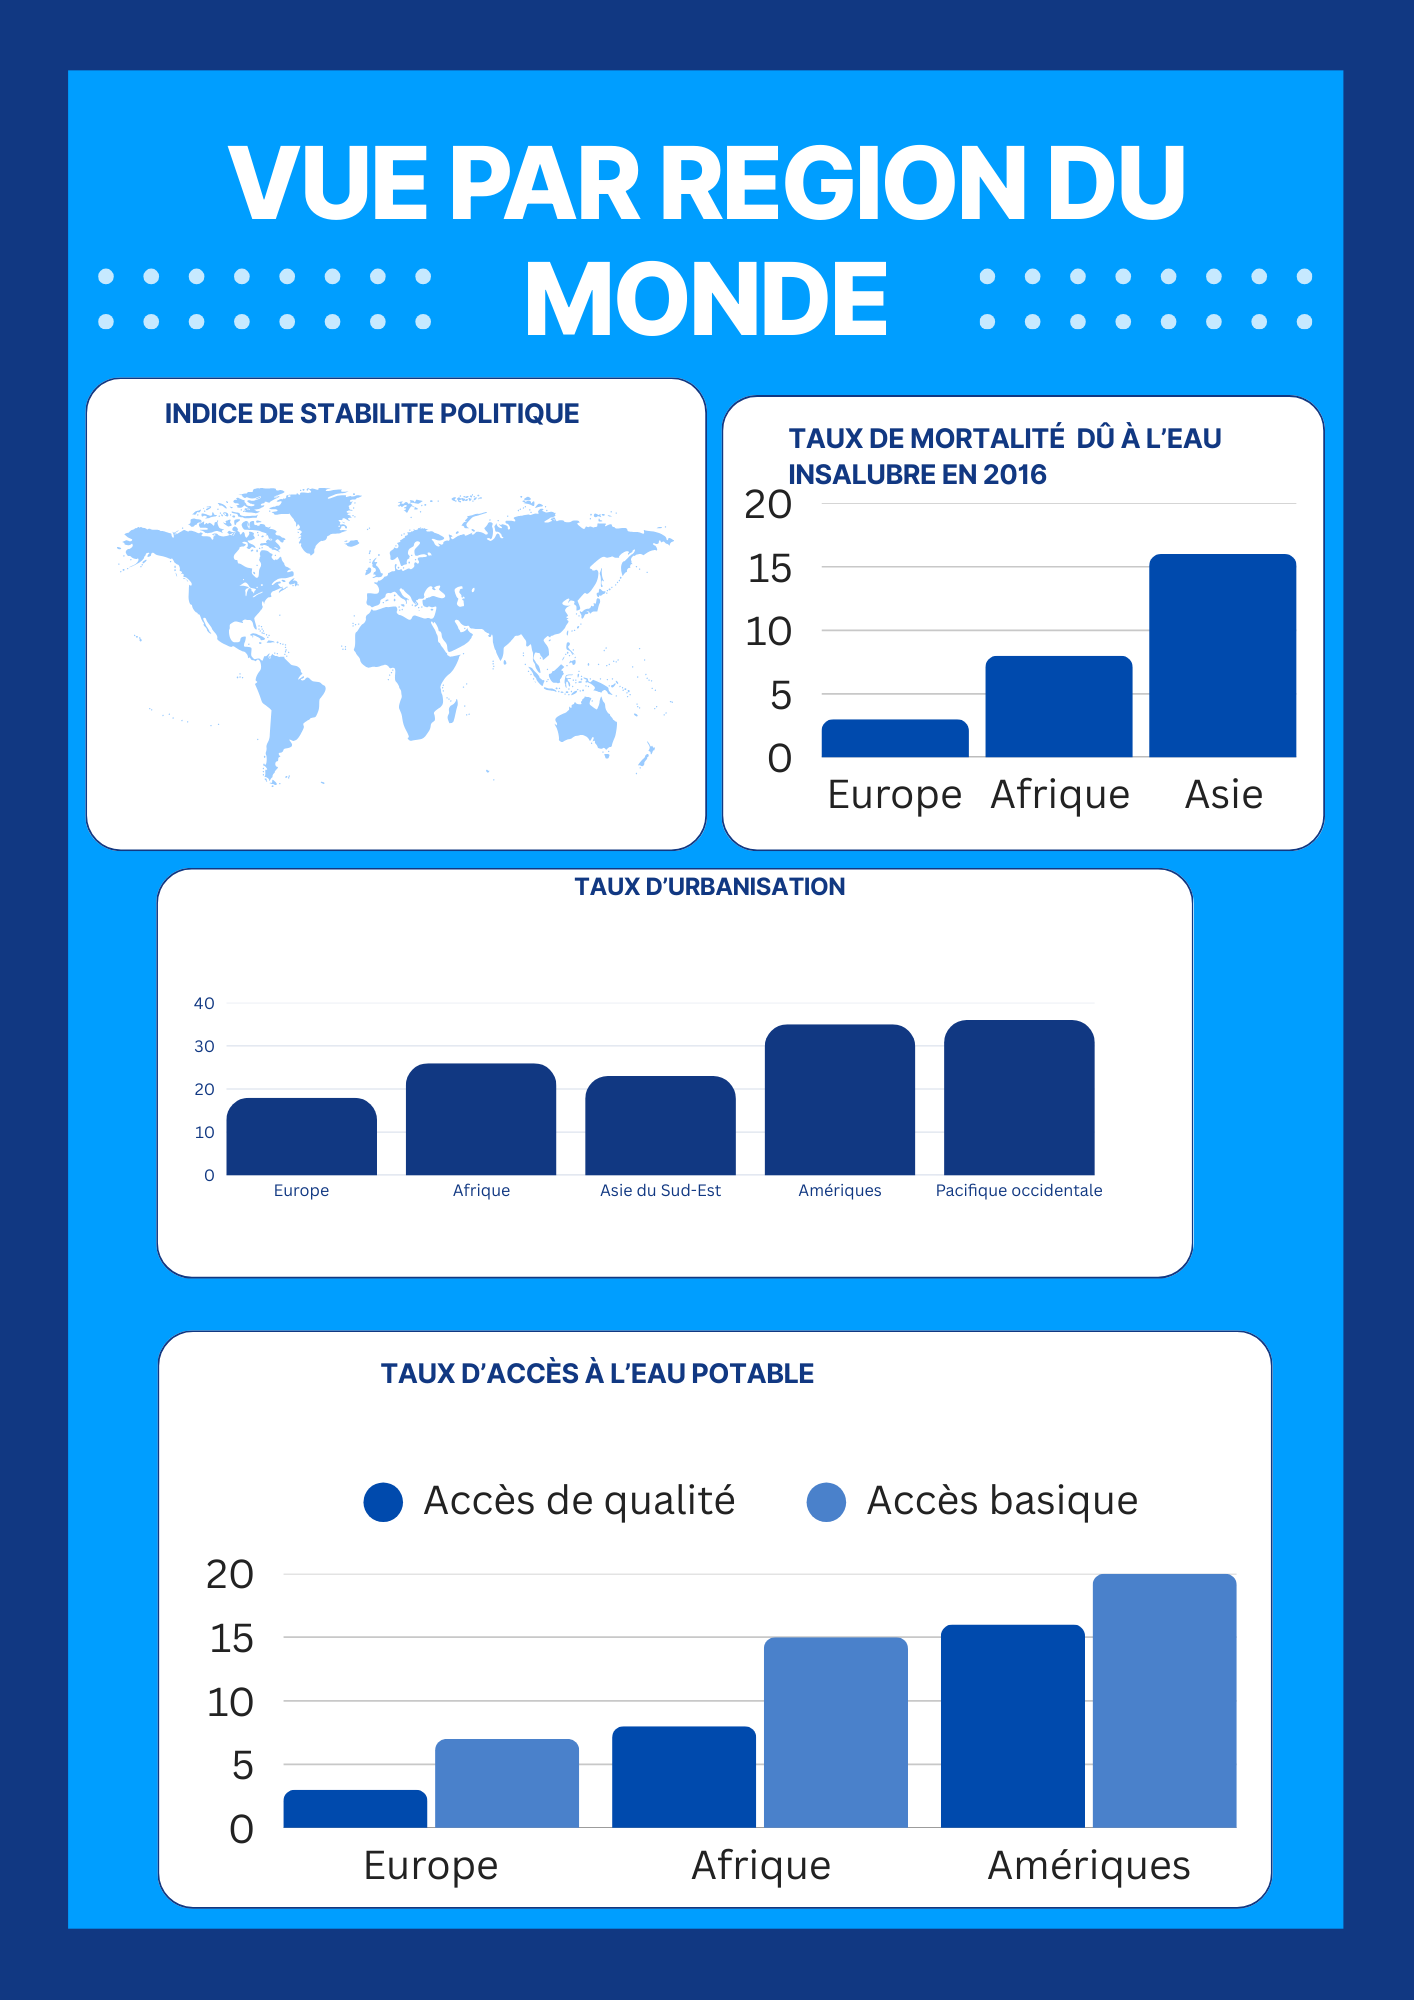 VUE PAR REGION DU
MONDE
INDICE DE STABILITE POLITIQUE
TAUX DE MORTALITÉ DÛ À L’EAU
INSALUBRE EN 2016
20
15
10
5
0
Europe Afrique Asie
TAUX D’URBANISATION
40
30
20
10
0
Europe Afrique Asie du Sud-Est Amériques Pacifique occidentale
TAUX D’ACCÈS À L’EAU POTABLE
Accès de qualité Accès basique
20
15
10
5
0
Europe Afrique Amériques